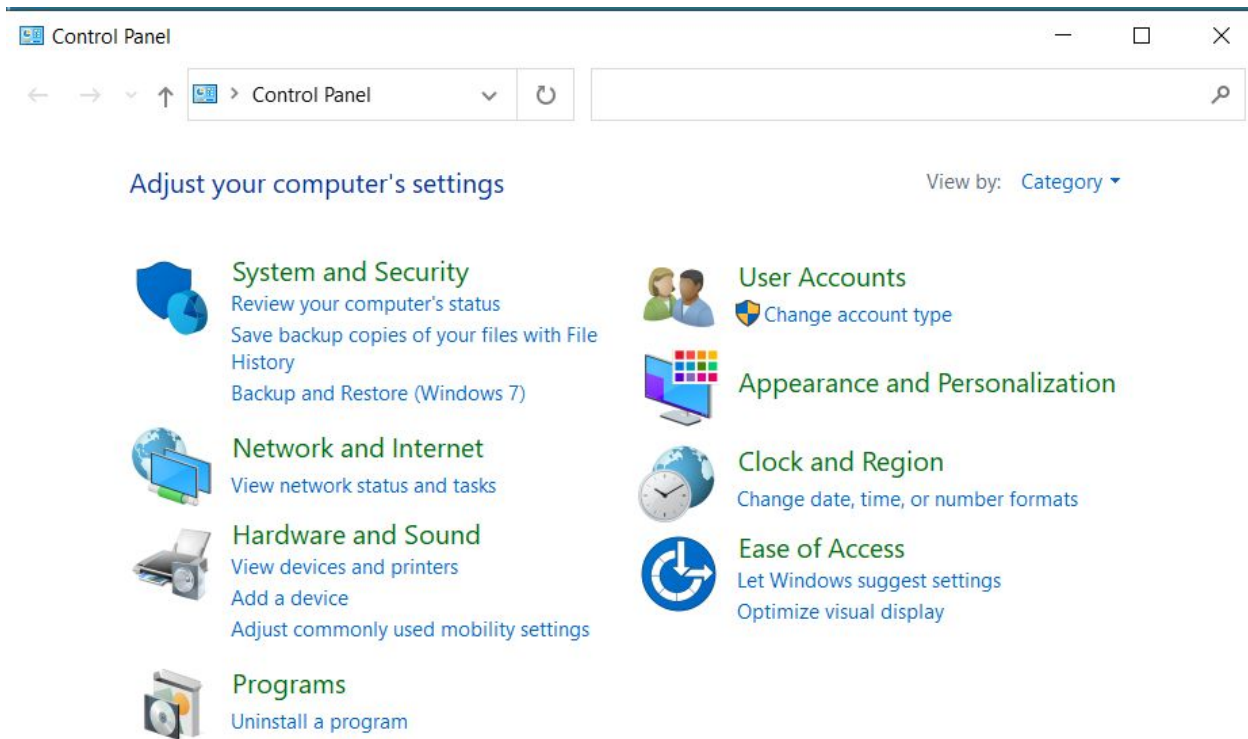 Control Panel
Control Panel
Adjust your computer's settings
View by: Category
System and Security
Review your computer's status
Save backup copies of your files with File
History
Backup and Restore (Windows 7)
Network and Internet
View network status and tasks
Hardware and Sound
View devices and printers
Add a device
Adjust commonly used mobility settings
Programs
Uninstall a program
User Accounts
Change account type
Appearance and Personalization
Clock and Region
Change date, time, or number formats
Ease of Access
Let Windows suggest settings
Optimize visual display